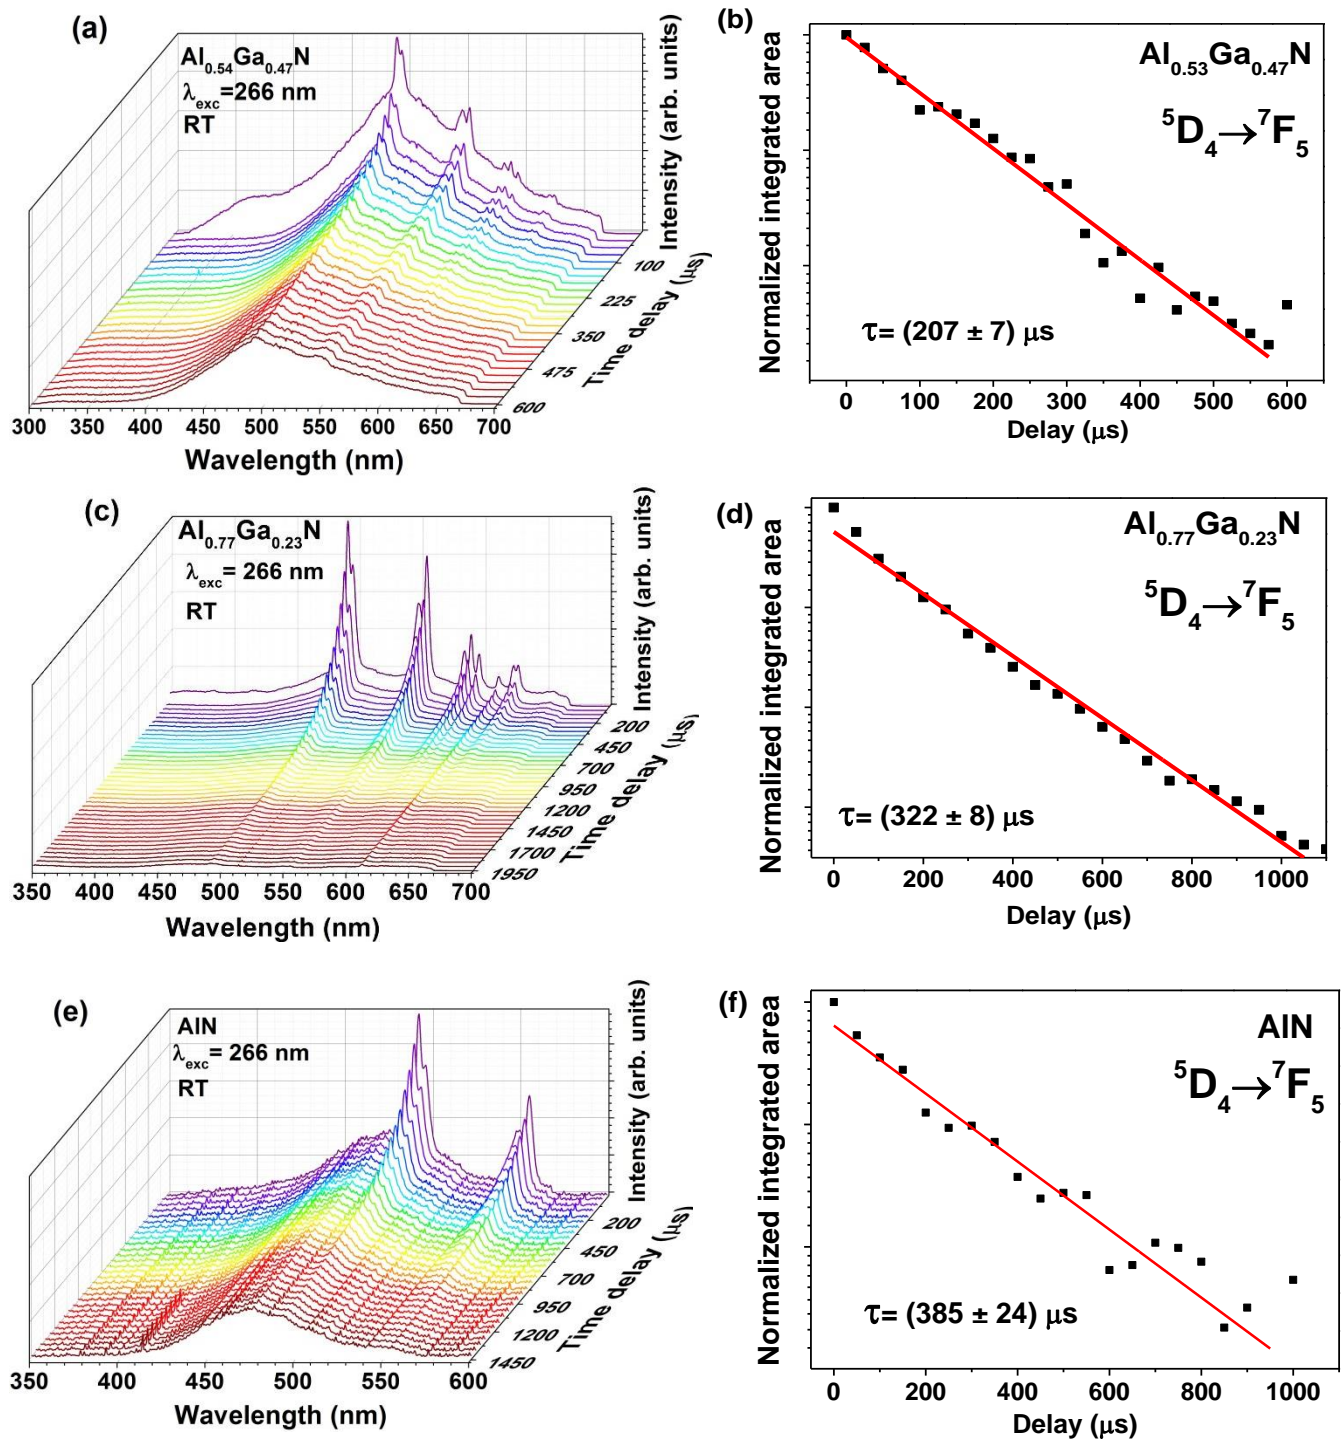 (a)
Al0.54Ga0.47N
λexc=266 nm
RT
Intensity (arb. units)
100
225
350
475
600
Time delay (μs)
300 350 400 450 500 550 600 650 700
Wavelength (nm)
(b)
Al0.53Ga0.47N
5D4→7F5
τ= (207 ± 7) μs
Normalized integrated area
0 100 200 300 400 500 600
Delay (μs)
(c)
Al0.77Ga0.23N
λexc= 266 nm
RT
Intensity (arb. units)
200
450
700
950
1200
1450
1700
1950
Time delay (μs)
350 400 450 500 550 600 650 700
Wavelength (nm)
(d)
Al0.77Ga0.23N
5D4→7F5
τ= (322 ± 8) μs
Normalized integrated area
0 200 400 600 800 1000
Delay (μs)
(e)
AlN
λexc= 266 nm
RT
Intensity (arb. units)
200
450
700
950
1200
1450
Time delay (μs)
350 400 450 500 550 600
Wavelength (nm)
(f)
AlN
5D4→7F5
τ= (385 ± 24) μs
Normalized integrated area
0 200 400 600 800 1000
Delay (μs)